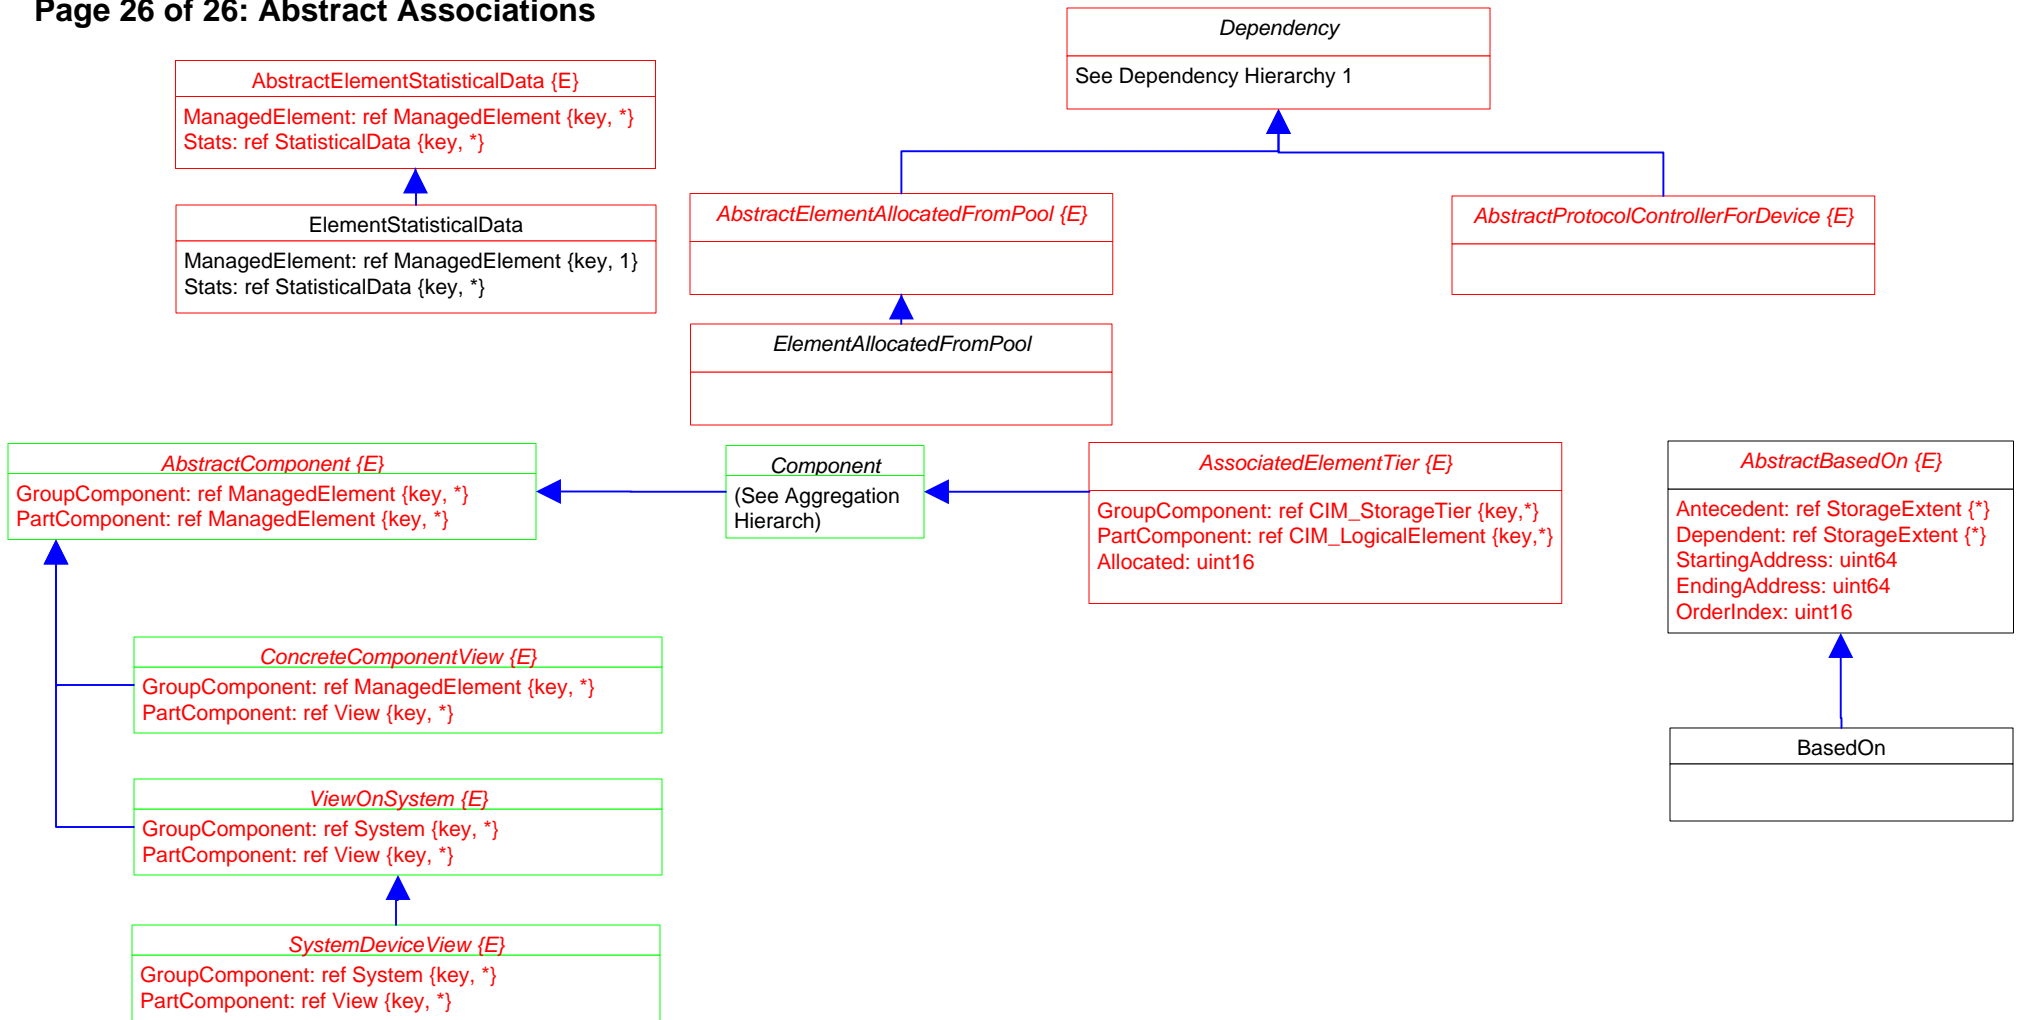 Page 26 of 26: Abstract Associations
Dependency
See Dependency Hierarchy 1
AbstractElementStatisticalData {E}
ManagedElement: ref ManagedElement {key, *}
Stats: ref StatisticalData {key, *}
ElementStatisticalData
ManagedElement: ref ManagedElement {key, 1}
Stats: ref StatisticalData {key, *}
AbstractElementAllocatedFromPool {E}
AbstractProtocolControllerForDevice {E}
ElementAllocatedFromPool
AbstractComponent {E}
GroupComponent: ref ManagedElement {key, *}
PartComponent: ref ManagedElement {key, *}
Component
(See Aggregation
Hierarch)
AssociatedElementTier {E}
GroupComponent: ref CIM_StorageTier {key,*}
PartComponent: ref CIM_LogicalElement {key,*}
Allocated: uint16
AbstractBasedOn {E}
Antecedent: ref StorageExtent {*}
Dependent: ref StorageExtent {*}
StartingAddress: uint64
EndingAddress: uint64
OrderIndex: uint16
BasedOn
ConcreteComponentView {E}
GroupComponent: ref ManagedElement {key, *}
PartComponent: ref View {key, *}
ViewOnSystem {E}
GroupComponent: ref System {key, *}
PartComponent: ref View {key, *}
SystemDeviceView {E}
GroupComponent: ref System {key, *}
PartComponent: ref View {key, *}